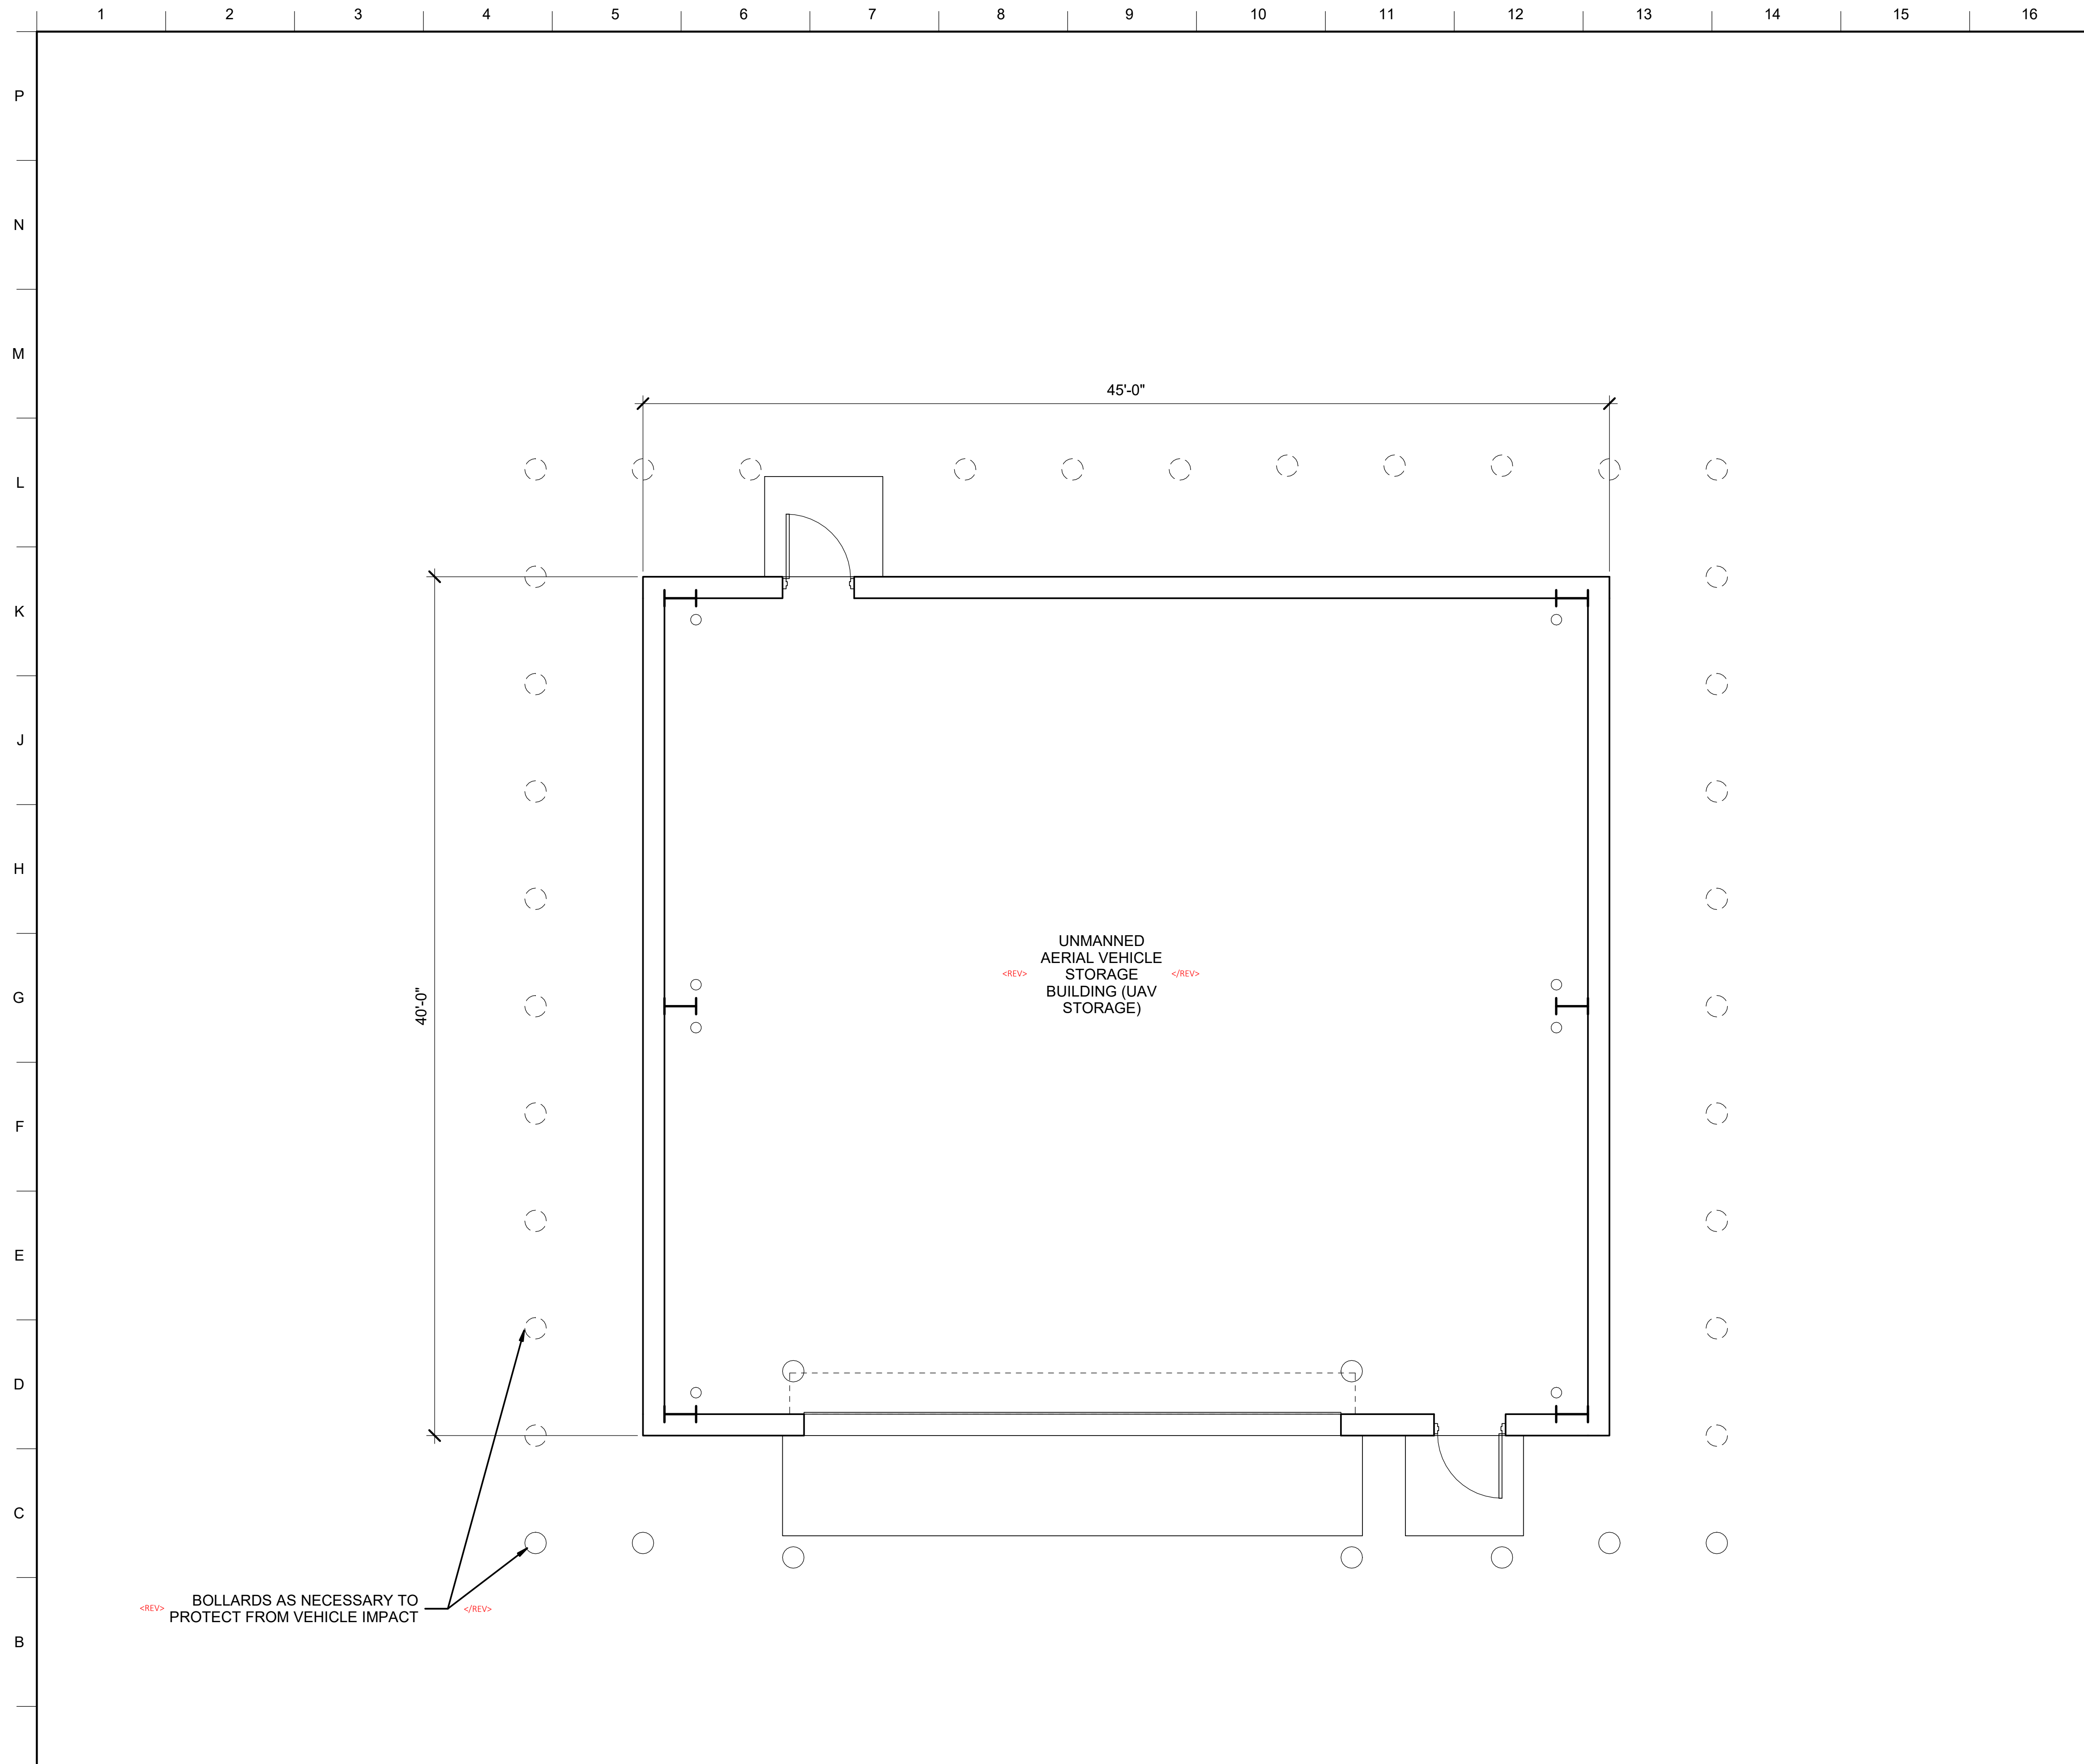 1 2 3 4 5 6 7 8 9 10 11 12 13 14 15 16
P
N
M
45'-0"
L
K
J
H
UNMANNED
AERIAL VEHICLE
<REV> STORAGE </REV>
BUILDING (UAV
STORAGE)
G
40'-0"
F
E
D
C
BOLLARDS AS NECESSARY TO
<REV> PROTECT FROM VEHICLE IMPACT </REV>
B